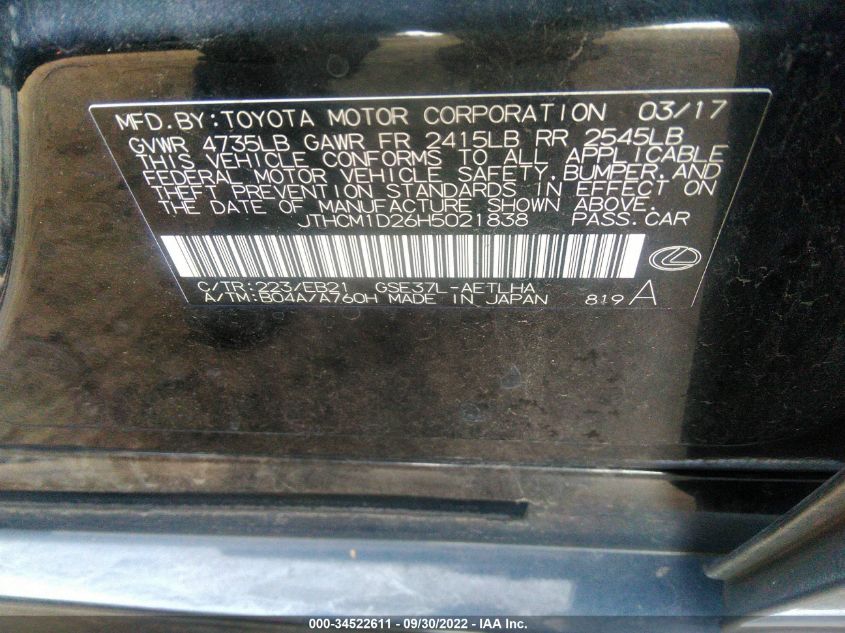 MFD.BY:TOYOTA MOTOR CORPORATION 03/17
GVWR 4735LB GAWR FR 2415LB RR 2545LB
THIS VEHICLE CONFORMS TO ALL APPLICABLE
FEDERAL MOTOR VEHICLE SAFETY,BUMPER,AND
THEFT PREVENTION STANDARDS IN EFFECT ON
THE DATE OF MANUFACTURE SHOWN ABOVE.
JTHCM1D26H5021838 PASS.CAR
C/TR:223/EB21 GSE37L-AETLHA
A/TM:B04A/A760H MADE IN JAPAN 819A
000-34522611 - 09/30/2022 - IAA Inc.